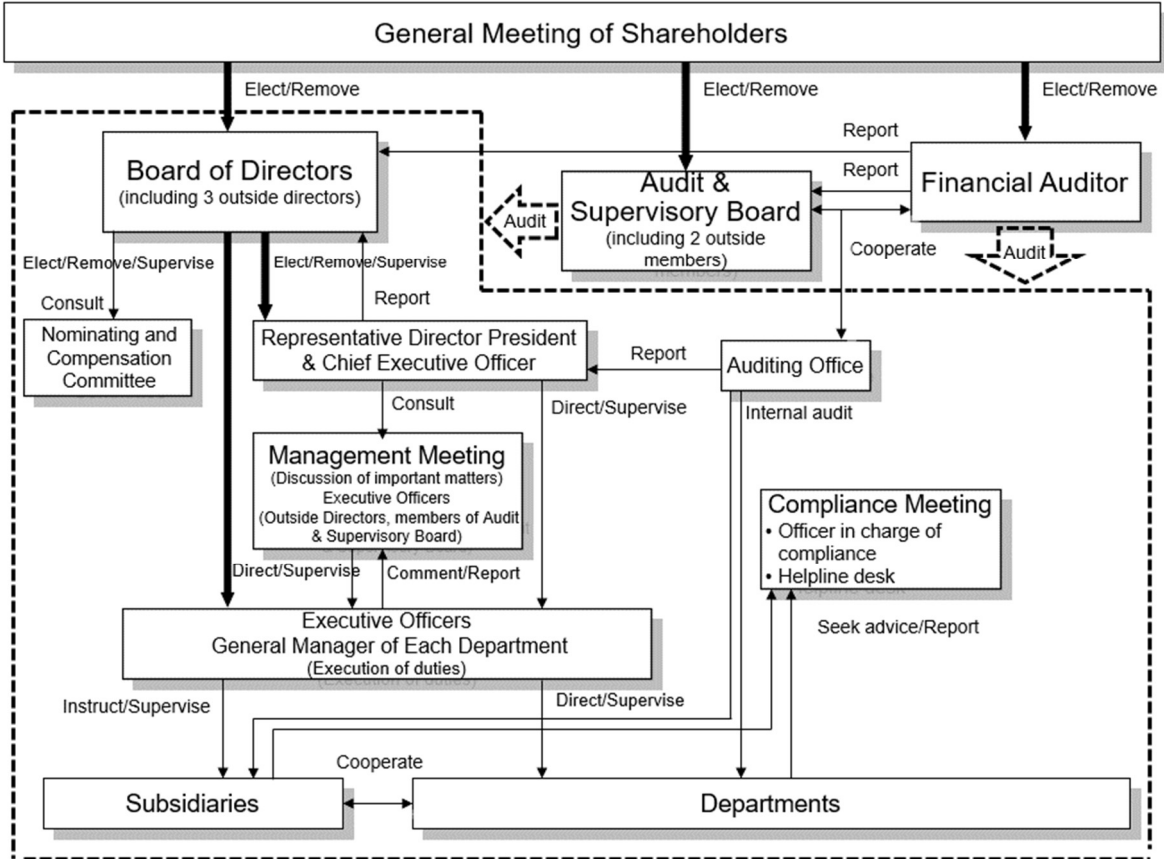 General Meeting of Shareholders
Elect/Remove
Elect/Remove
Elect/Remove
Board of Directors
(including 3 outside directors)
Report
Report
Audit
Audit &
Supervisory Board
(including 2 outside
members)
Financial Auditor
Cooperate
Audit
Elect/Remove/Supervise
Elect/Remove/Supervise
Consult
Report
Nominating and
Compensation
Committee
Representative Director President
& Chief Executive Officer
Report
Auditing Office
Consult
Direct/Supervise
Internal audit
Management Meeting
(Discussion of important matters)
Executive Officers
(Outside Directors, members of Audit
& Supervisory Board)
Compliance Meeting
• Officer in charge of
compliance
• Helpline desk
Direct/Supervise
Comment/Report
Executive Officers
General Manager of Each Department
(Execution of duties)
Seek advice/Report
Instruct/Supervise
Direct/Supervise
Cooperate
Subsidiaries
Departments